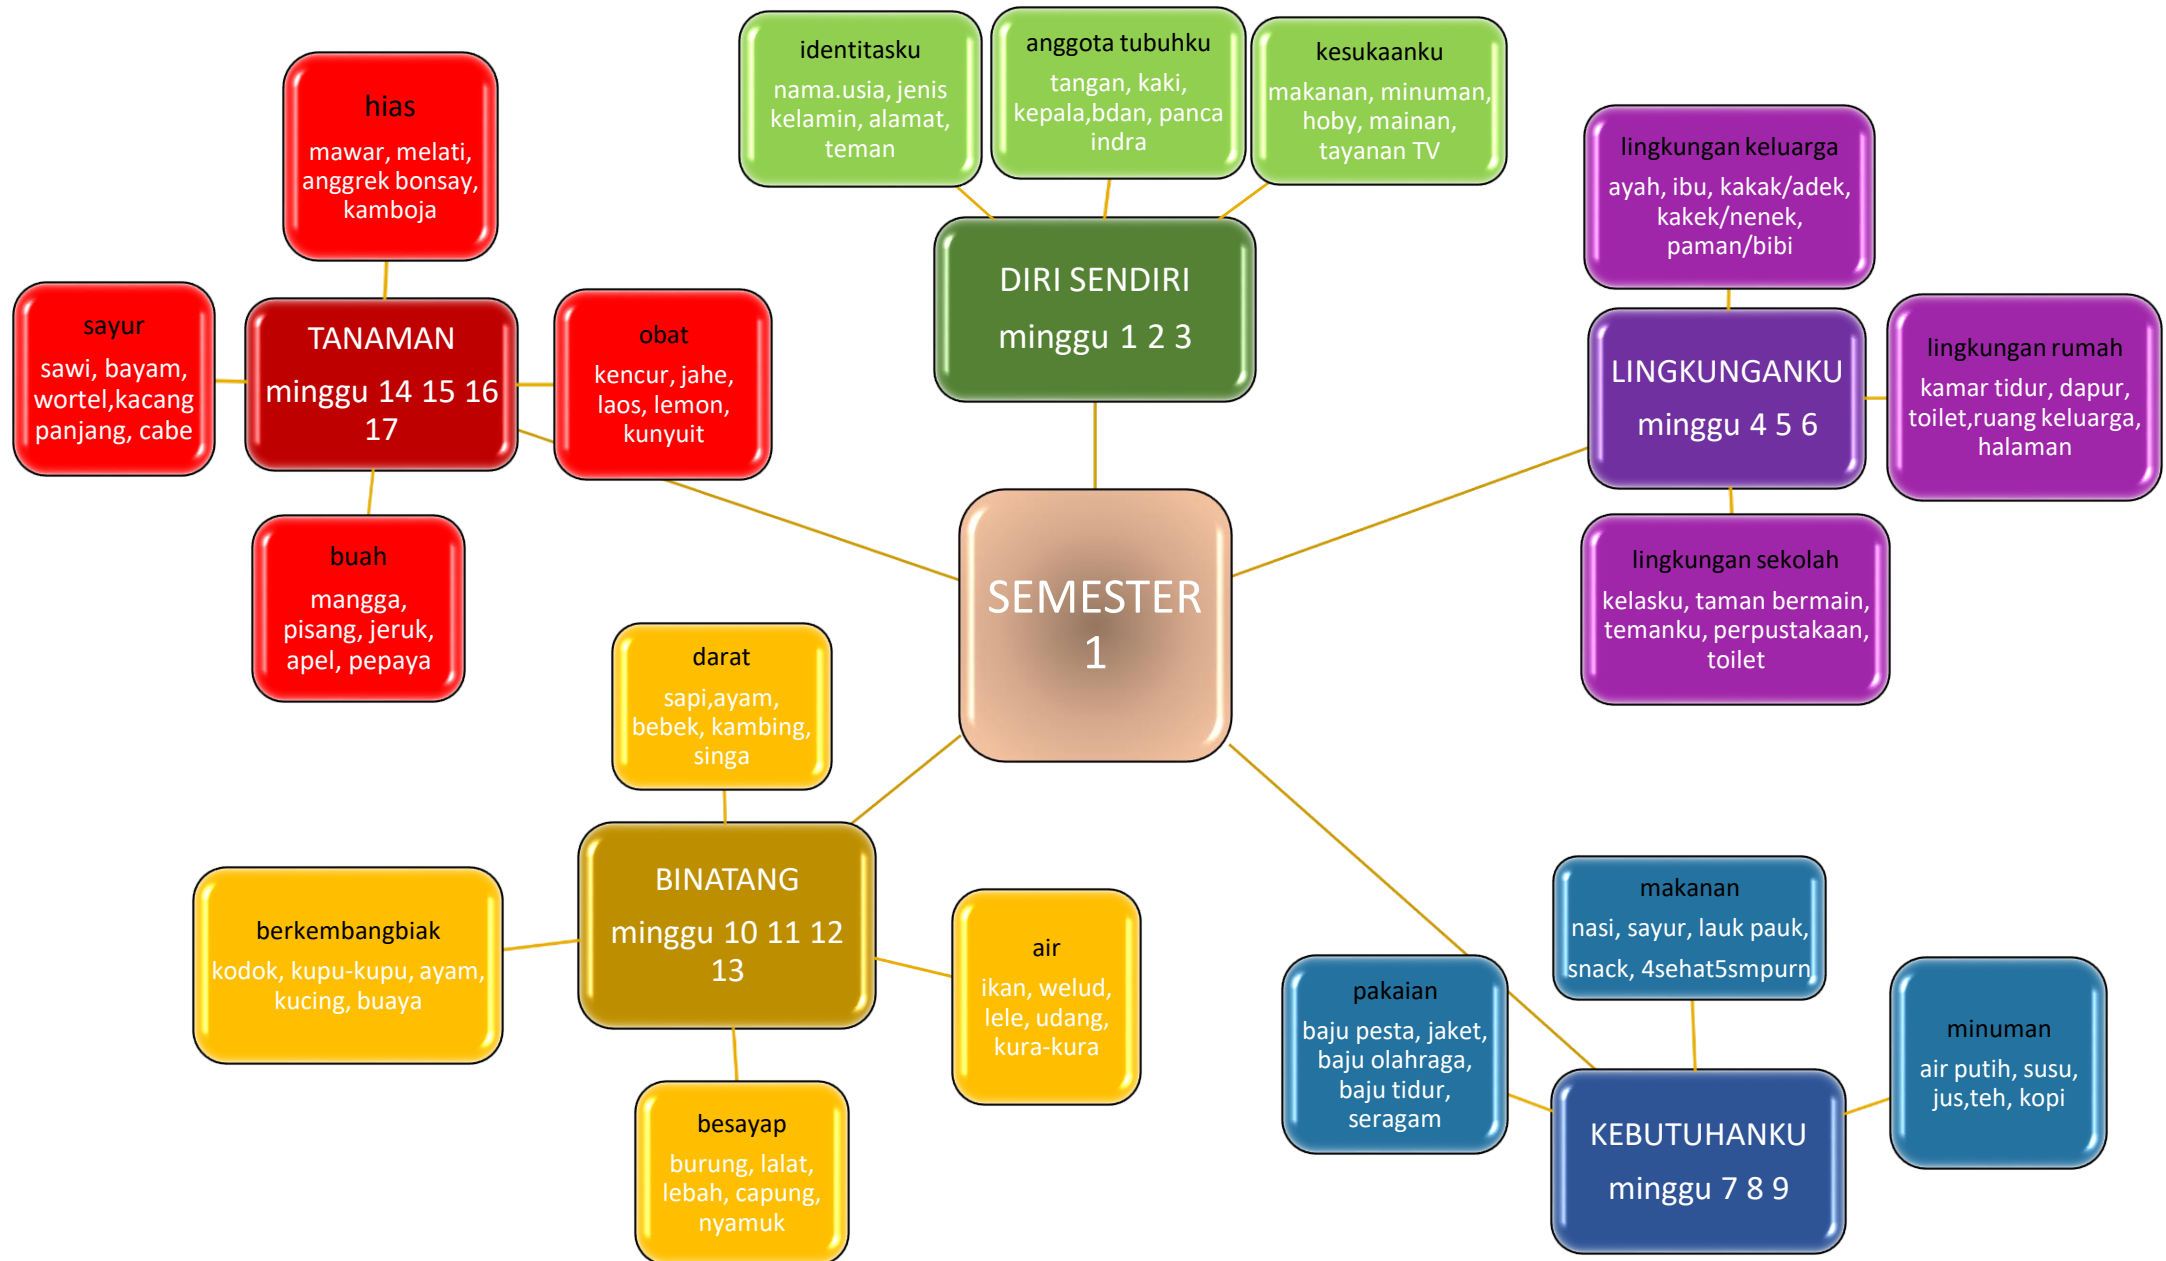 SEMESTER
1
DIRI SENDIRI
minggu 1 2 3
identitasku
nama.usia, jenis
kelamin, alamat,
teman
anggota tubuhku
tangan, kaki,
kepala,bdan, panca
indra
kesukaanku
makanan, minuman,
hoby, mainan,
tayanan TV
LINGKUNGANKU
minggu 4 5 6
lingkungan keluarga
ayah, ibu, kakak/adek,
kakek/nenek,
paman/bibi
lingkungan rumah
kamar tidur, dapur,
toilet,ruang keluarga,
halaman
lingkungan sekolah
kelasku, taman bermain,
temanku, perpustakaan,
toilet
KEBUTUHANKU
minggu 7 8 9
makanan
nasi, sayur, lauk pauk,
snack, 4sehat5smpurn
minuman
air putih, susu,
jus,teh, kopi
pakaian
baju pesta, jaket,
baju olahraga,
baju tidur,
seragam
BINATANG
minggu 10 11 12
13
darat
sapi,ayam,
bebek, kambing,
singa
air
ikan, welud,
lele, udang,
kura-kura
besayap
burung, lalat,
lebah, capung,
nyamuk
berkembangbiak
kodok, kupu-kupu, ayam,
kucing, buaya
TANAMAN
minggu 14 15 16
17
hias
mawar, melati,
anggrek bonsay,
kamboja
obat
kencur, jahe,
laos, lemon,
kunyuit
buah
mangga,
pisang, jeruk,
apel, pepaya
sayur
sawi, bayam,
wortel,kacang
panjang, cabe